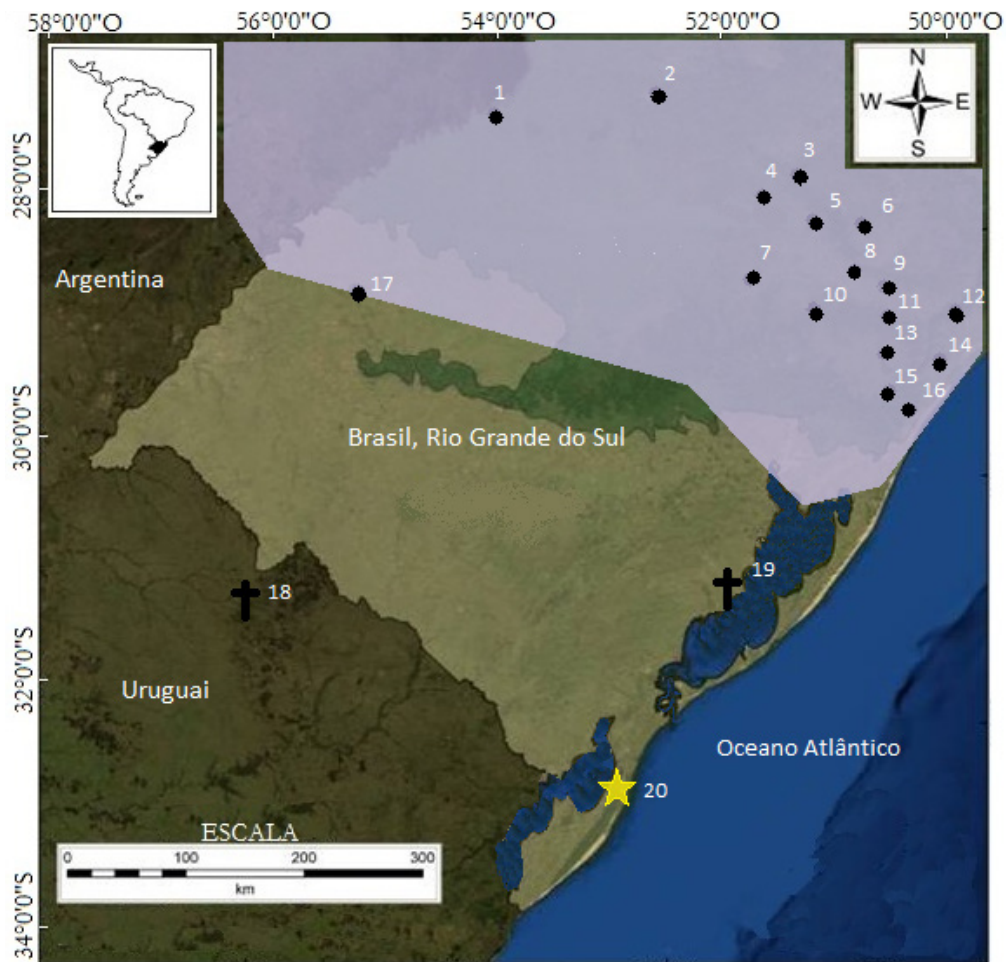 58°0'0"O 56°0'0"O 54°0'0"O 52°0'0"O 50°0'0"O
N
W E
S
1
2
3
4
5
6
28°0'0"S
7
8
9
Argentina
17
10
11
12
13
14
15
16
30°0'0"S
Brasil, Rio Grande do Sul
18
19
32°0'0"S
Uruguai
Oceano Atlântico
20
ESCALA
0 100 200 300
km
34°0'0"S